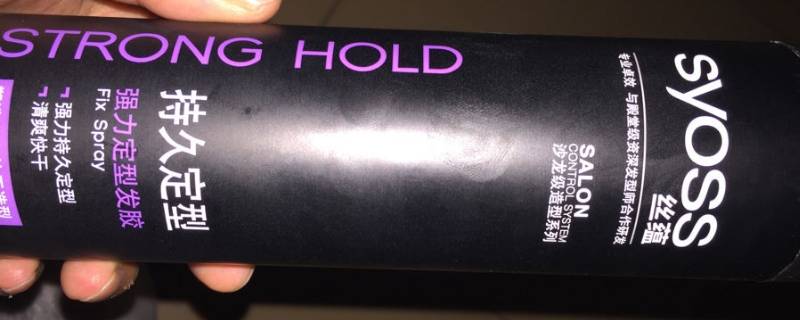 syoss
丝蕴
专业卓效 与殿堂级资深发型师合作研发
SALON
CONTROL SYSTEM
沙龙级造型系列
STRONG HOLD
持久定型
强力定型发胶
Fix Spray
强力持久定型
清爽快干